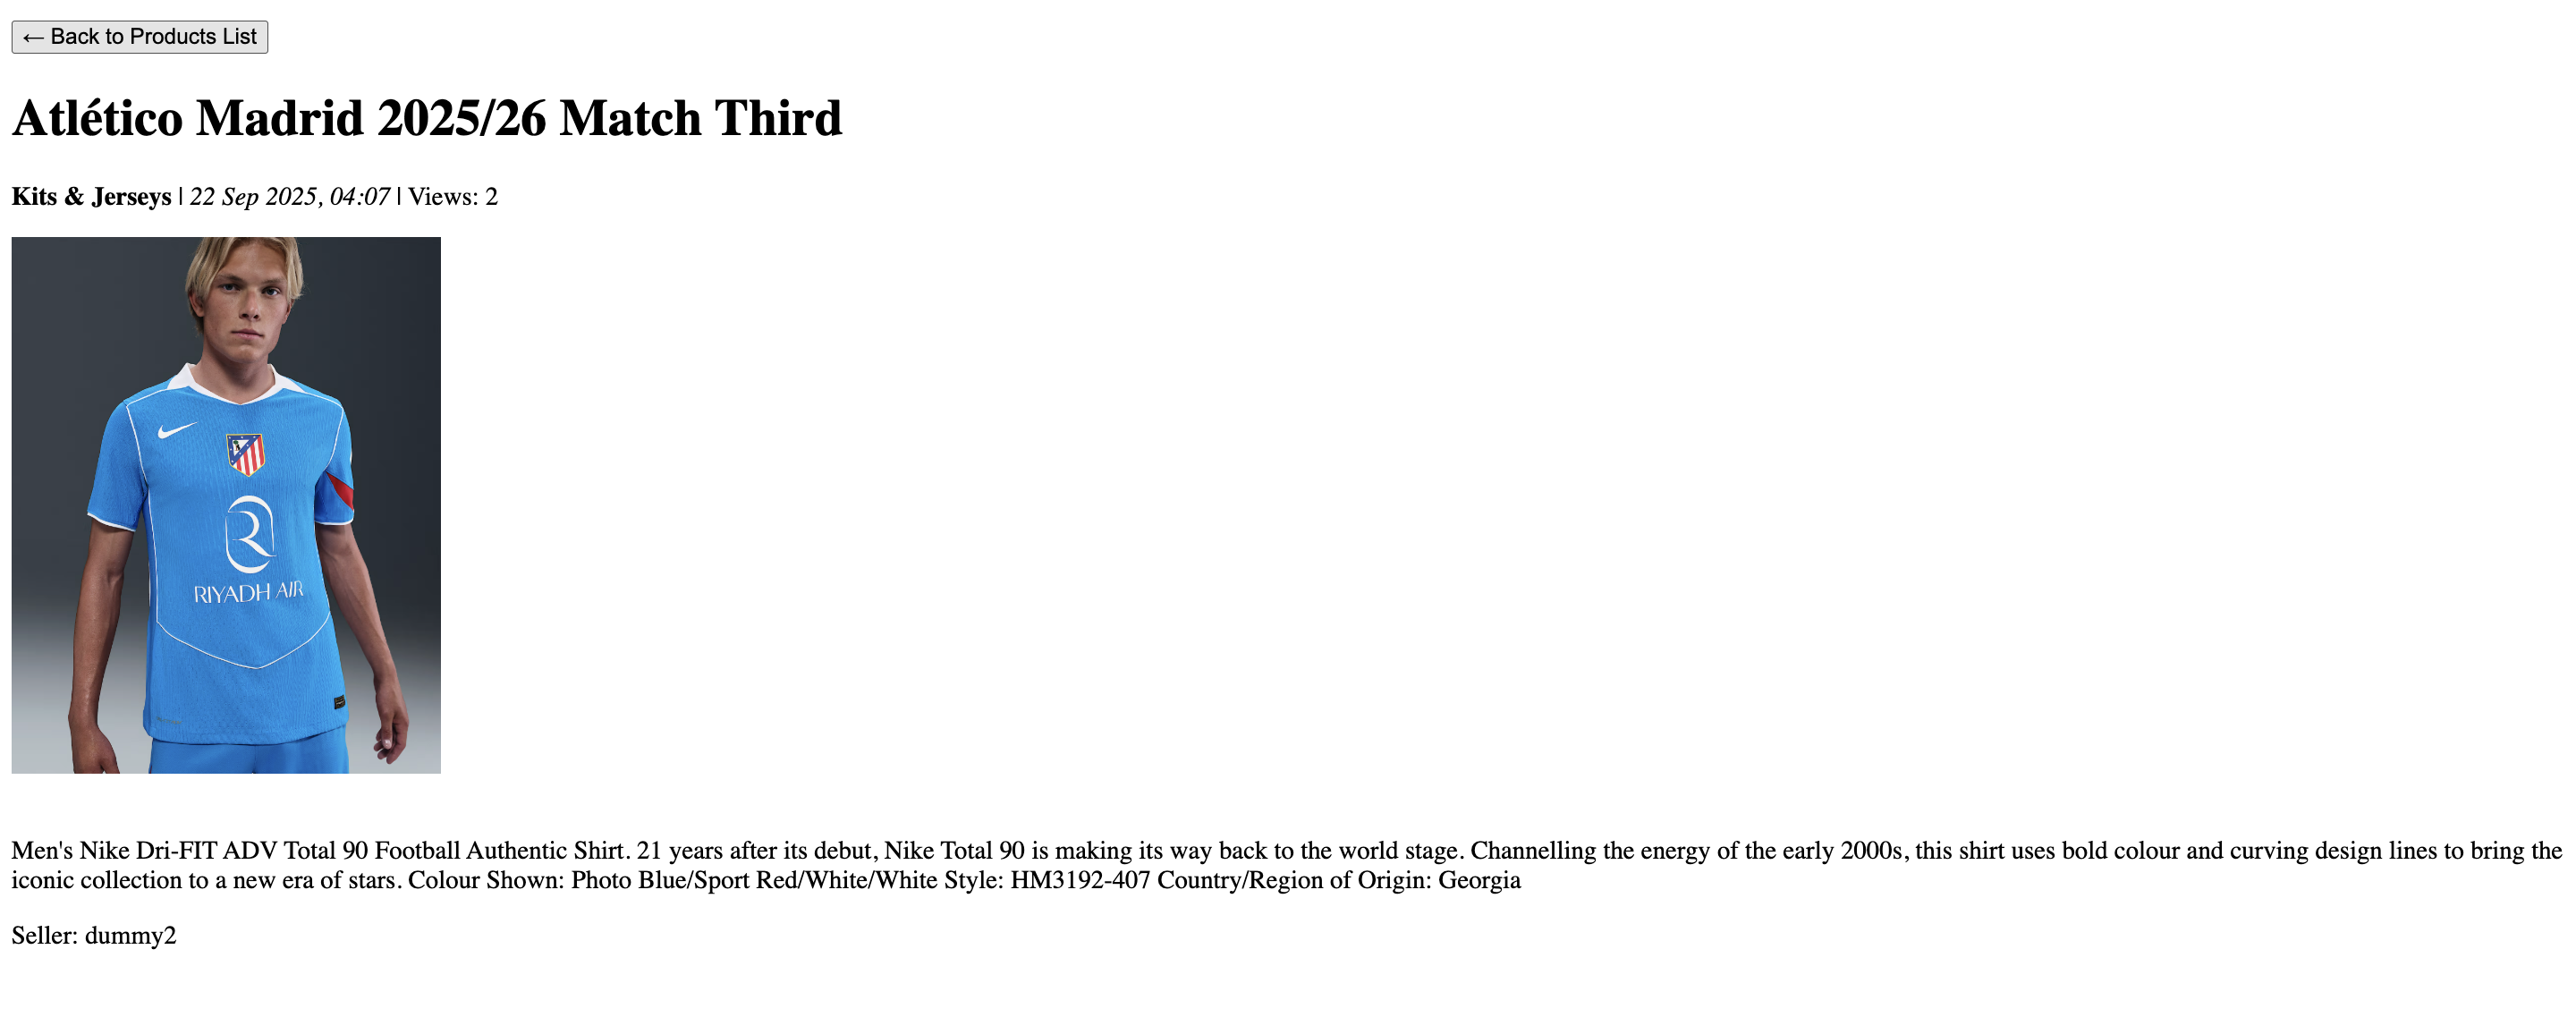 ← Back to Products List
Atlético Madrid 2025/26 Match Third
Kits & Jerseys | 22 Sep 2025, 04:07 | Views: 2
RIYADH AIR
Men's Nike Dri-FIT ADV Total 90 Football Authentic Shirt. 21 years after its debut, Nike Total 90 is making its way back to the world stage. Channelling the energy of the early 2000s, this shirt uses bold colour and curving design lines to bring the
iconic collection to a new era of stars. Colour Shown: Photo Blue/Sport Red/White/White Style: HM3192-407 Country/Region of Origin: Georgia
Seller: dummy2